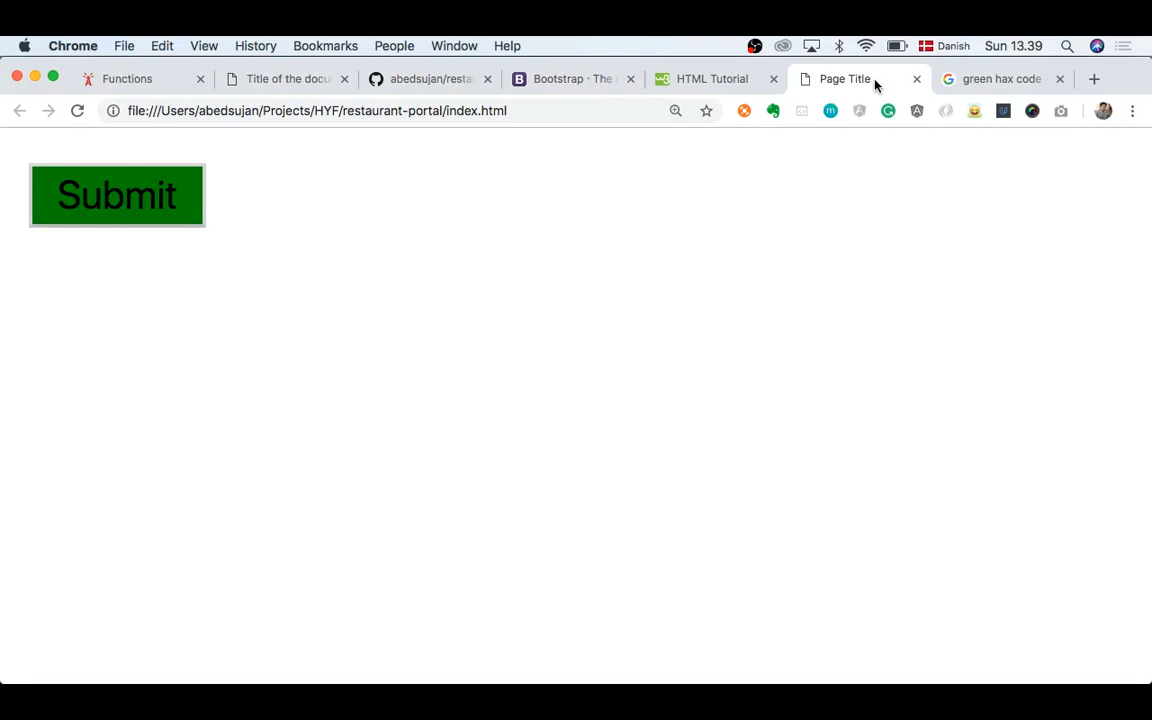 Chrome File Edit View History Bookmarks People Window Help Danish Sun 13.39
Functions Title of the docu abedsujan/resta Bootstrap · The HTML Tutorial Page Title green hax code
file:///Users/abedsujan/Projects/HYF/restaurant-portal/index.html
Submit